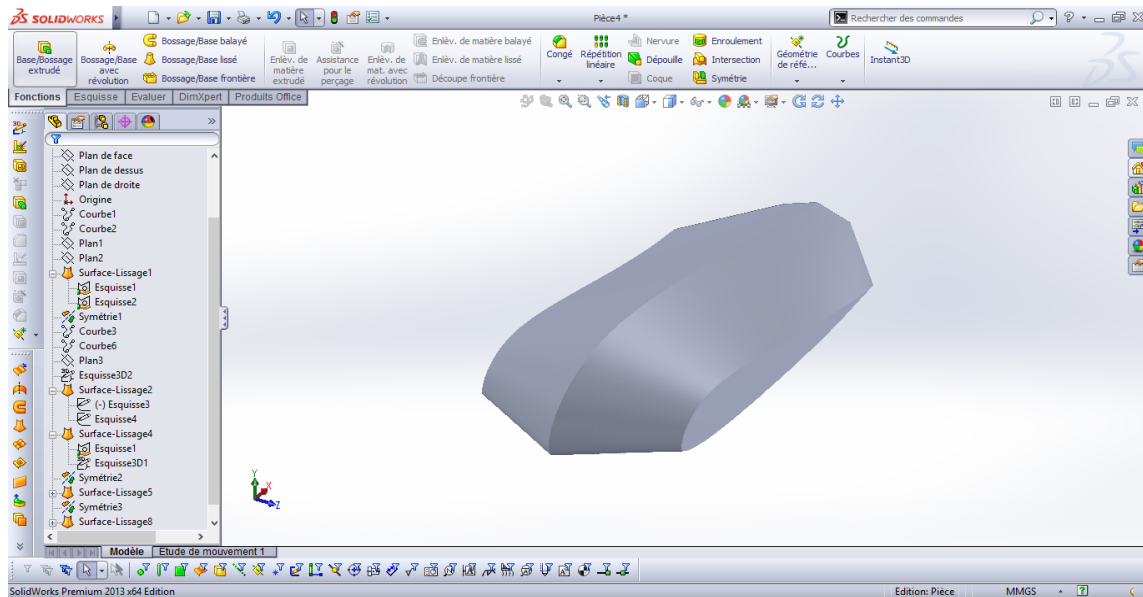 SOLIDWORKS
Pièce4 *
Rechercher des commandes
Base/Bossage extrudé
Bossage/Base avec révolution
Bossage/Base balayé
Bossage/Base lissé
Bossage/Base frontière
Enlèv. de matière extrudé
Assistance pour le perçage
Enlèv. de mat. avec révolution
Enlèv. de matière balayé
Enlèv. de matière lissé
Découpe frontière
Congé
Répétition linéaire
Nervure
Dépouille
Coque
Enroulement
Intersection
Symétrie
Géométrie de réfé...
Courbes
Instant3D
Fonctions
Esquisse
Evaluer
DimXpert
Produits Office
Plan de face
Plan de dessus
Plan de droite
Origine
Courbe1
Courbe2
Plan1
Plan2
Surface-Lissage1
Esquisse1
Esquisse2
Symétrie1
Courbe3
Courbe6
Plan3
Esquisse3D2
Surface-Lissage2
(-) Esquisse3
Esquisse4
Surface-Lissage4
Esquisse1
Esquisse3D1
Symétrie2
Surface-Lissage5
Symétrie3
Surface-Lissage8
Y
X
Z
Modèle
Etude de mouvement 1
SolidWorks Premium 2013 x64 Edition
Edition: Pièce
MMGS